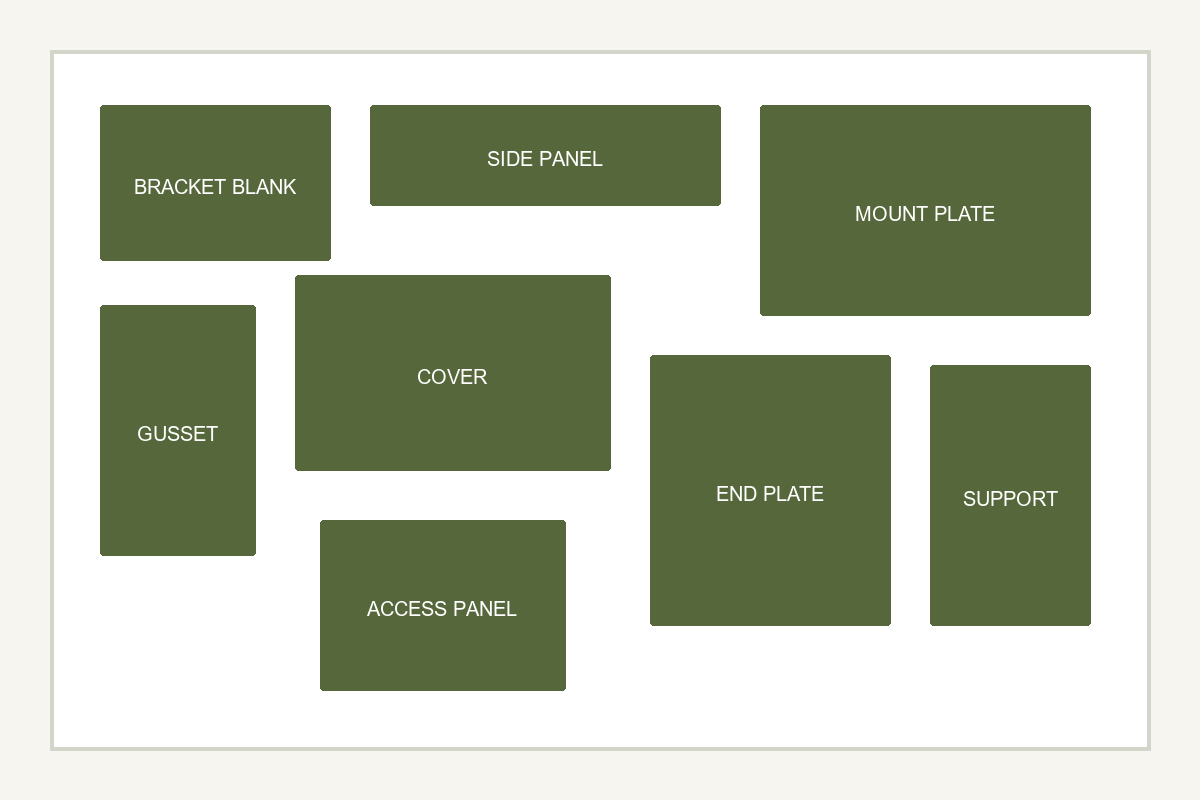 BRACKET BLANK
SIDE PANEL
MOUNT PLATE
COVER
GUSSET
END PLATE
SUPPORT
ACCESS PANEL